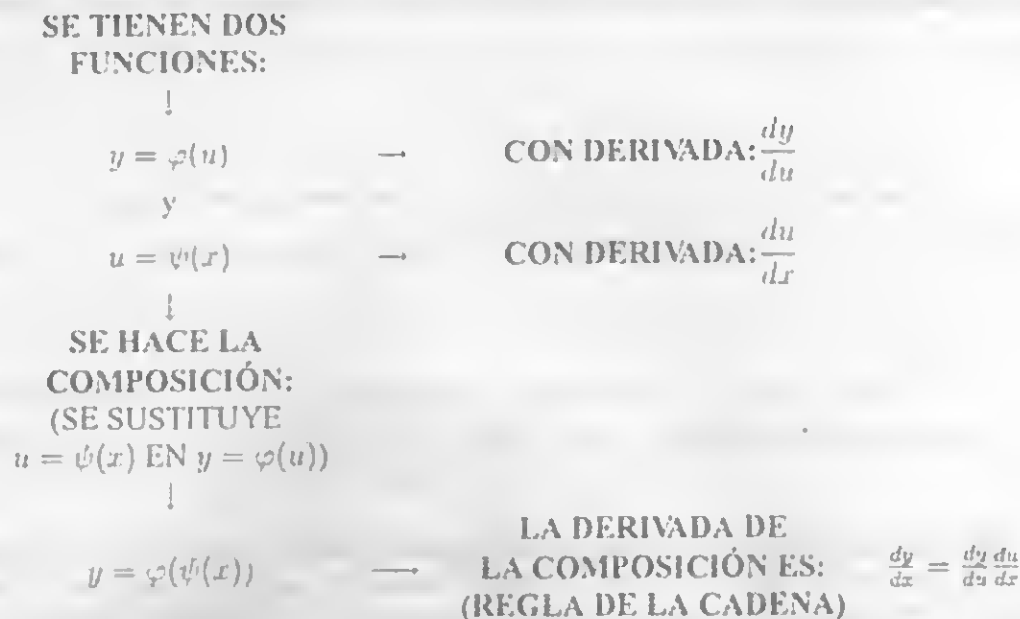 SE TIENEN DOS
FUNCIONES:
↓
y = φ(u) → CON DERIVADA: dy/du
y
u = ψ(x) → CON DERIVADA: du/dx
↓
SE HACE LA
COMPOSICIÓN:
(SE SUSTITUYE
u = ψ(x) EN y = φ(u))
↓
LA DERIVADA DE
y = φ(ψ(x)) → LA COMPOSICIÓN ES: dy/dx = dy/du du/dx
(REGLA DE LA CADENA)